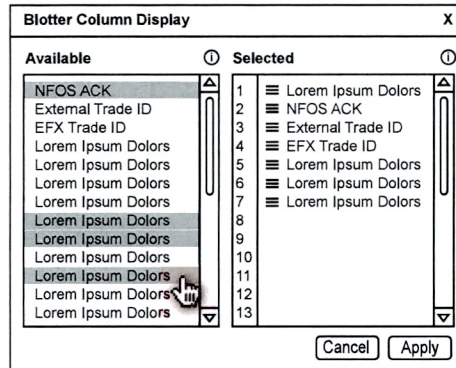 Blotter Column Display X
Available
NFOS ACK
External Trade ID
EFX Trade ID
Lorem Ipsum Dolors
Lorem Ipsum Dolors
Lorem Ipsum Dolors
Lorem Ipsum Dolors
Lorem Ipsum Dolors
Lorem Ipsum Dolors
Lorem Ipsum Dolors
Lorem Ipsum Dolors
Lorem Ipsum Dolors
Lorem Ipsum Dolors
Selected
1 Lorem Ipsum Dolors
2 NFOS ACK
3 External Trade ID
4 EFX Trade ID
5 Lorem Ipsum Dolors
6 Lorem Ipsum Dolors
7 Lorem Ipsum Dolors
8
9
10
11
12
13
Cancel Apply